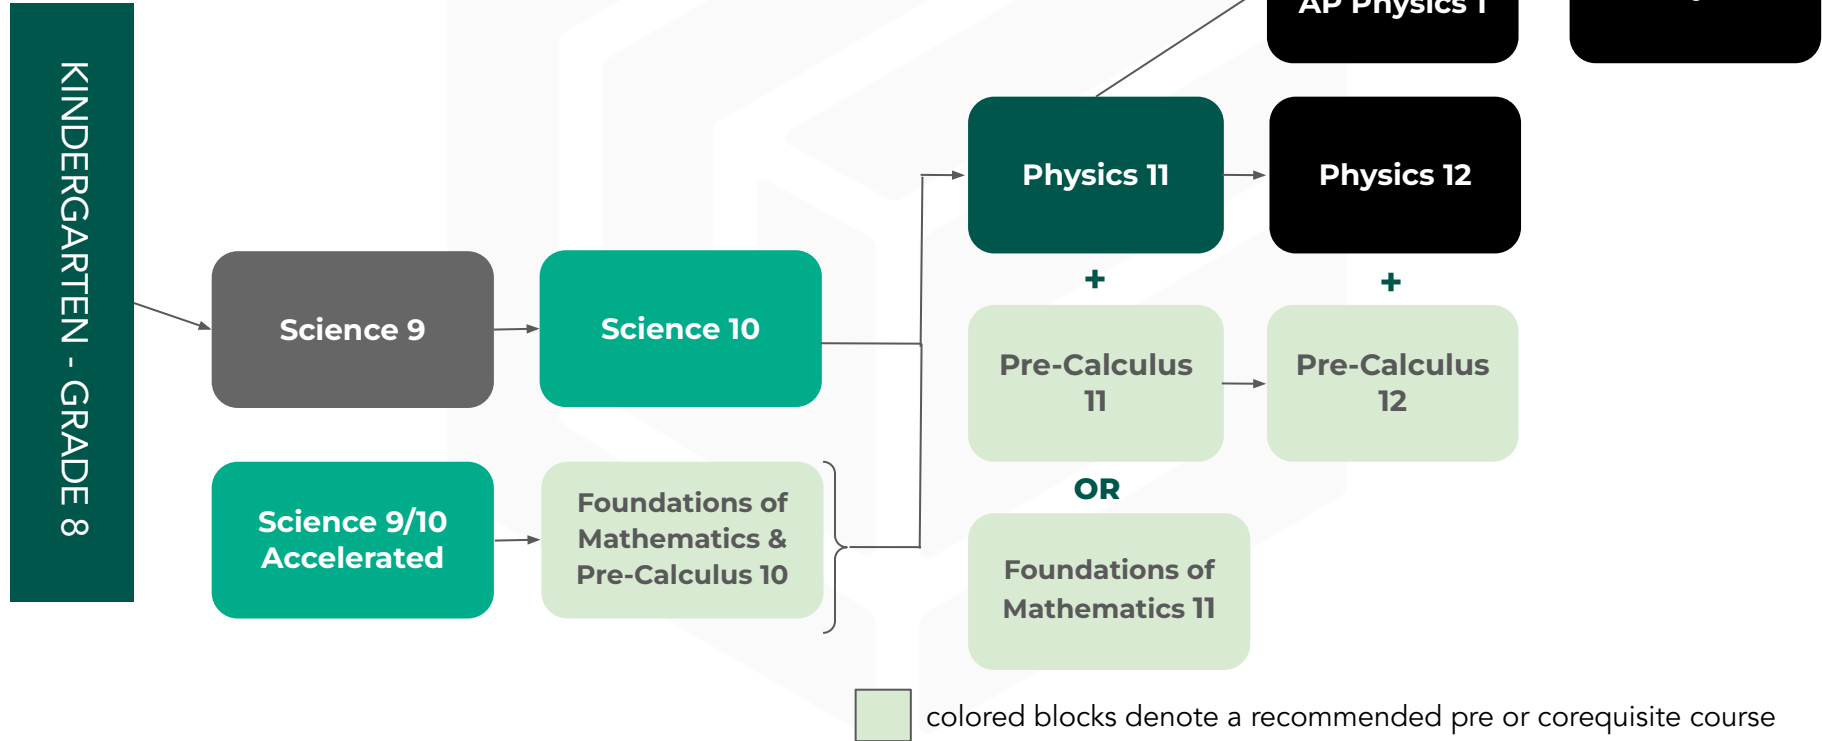 KINDERGARTEN - GRADE 8
AP Physics 1
Physics 11
Physics 12
+
+
Science 9
Science 10
Pre-Calculus
11
Pre-Calculus
12
OR
Science 9/10
Accelerated
Foundations of
Mathematics &
Pre-Calculus 10
Foundations of
Mathematics 11
colored blocks denote a recommended pre or corequisite course